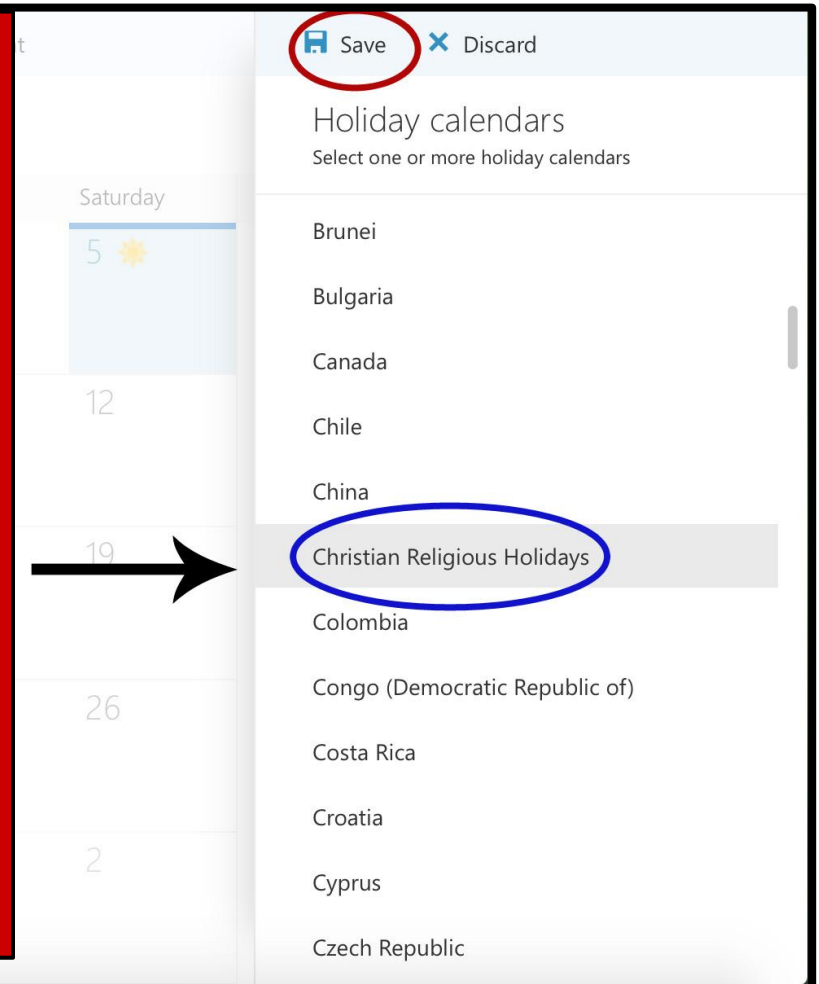 t
Save Discard
Holiday calendars
Select one or more holiday calendars
Saturday
5
12
19
26
2
Brunei
Bulgaria
Canada
Chile
China
Christian Religious Holidays
Colombia
Congo (Democratic Republic of)
Costa Rica
Croatia
Cyprus
Czech Republic